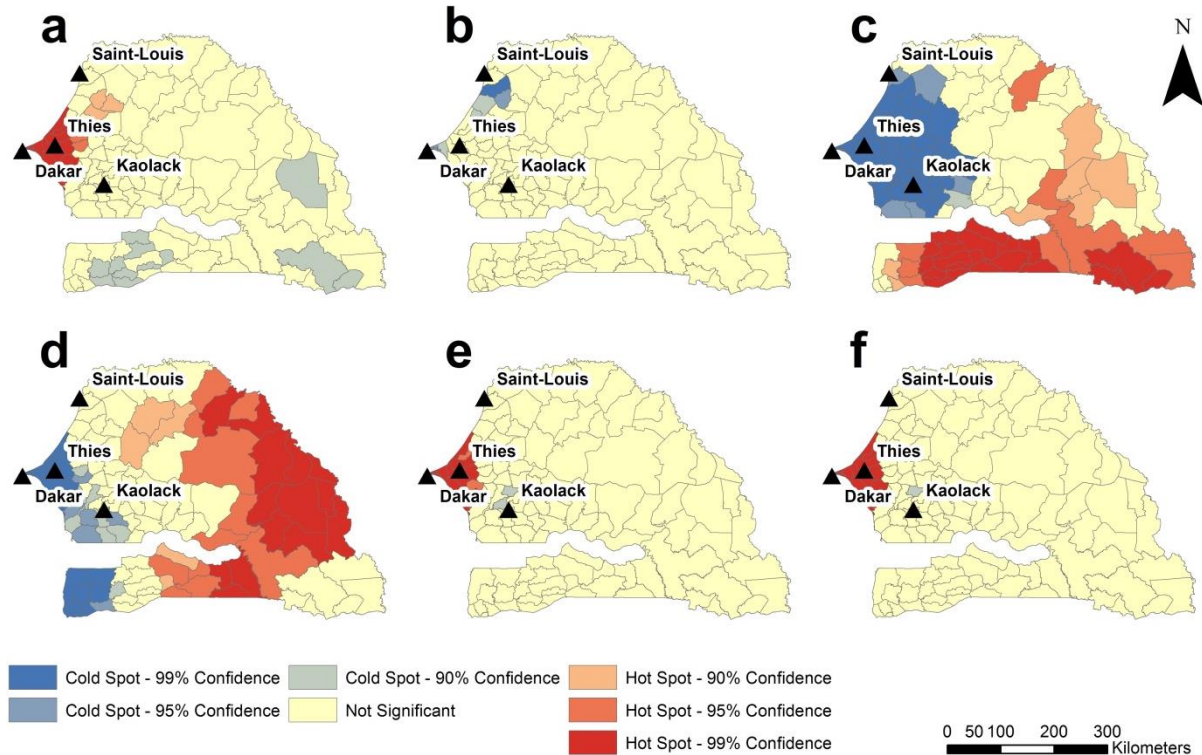 a
b
c
N
Saint-Louis
Saint-Louis
Saint-Louis
Thies
Thies
Thies
Dakar
Kaolack
Dakar
Kaolack
Dakar
Kaolack
d
e
f
Saint-Louis
Saint-Louis
Saint-Louis
Thies
Thies
Thies
Dakar
Kaolack
Dakar
Kaolack
Dakar
Kaolack
Cold Spot - 99% Confidence
Cold Spot - 90% Confidence
Hot Spot - 90% Confidence
Cold Spot - 95% Confidence
Not Significant
Hot Spot - 95% Confidence
Hot Spot - 99% Confidence
0 50 100 200 300
Kilometers